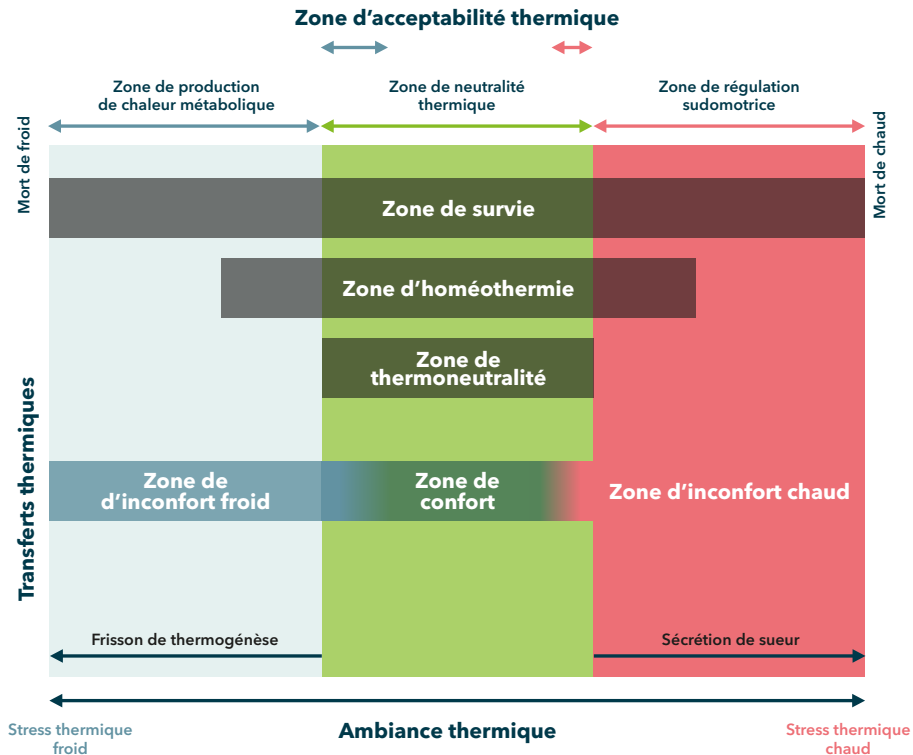 Zone d’acceptabilité thermique
Zone de production
de chaleur métabolique
Zone de neutralité
thermique
Zone de régulation
sudomotrice
Mort de froid
Mort de chaud
Zone de survie
Zone d’homéothermie
Zone de
thermoneutralité
Transferts thermiques
Zone de
d’inconfort froid
Zone de
confort
Zone d’inconfort chaud
Frisson de thermogénèse
Sécrétion de sueur
Stress thermique
froid
Ambiance thermique
Stress thermique
chaud